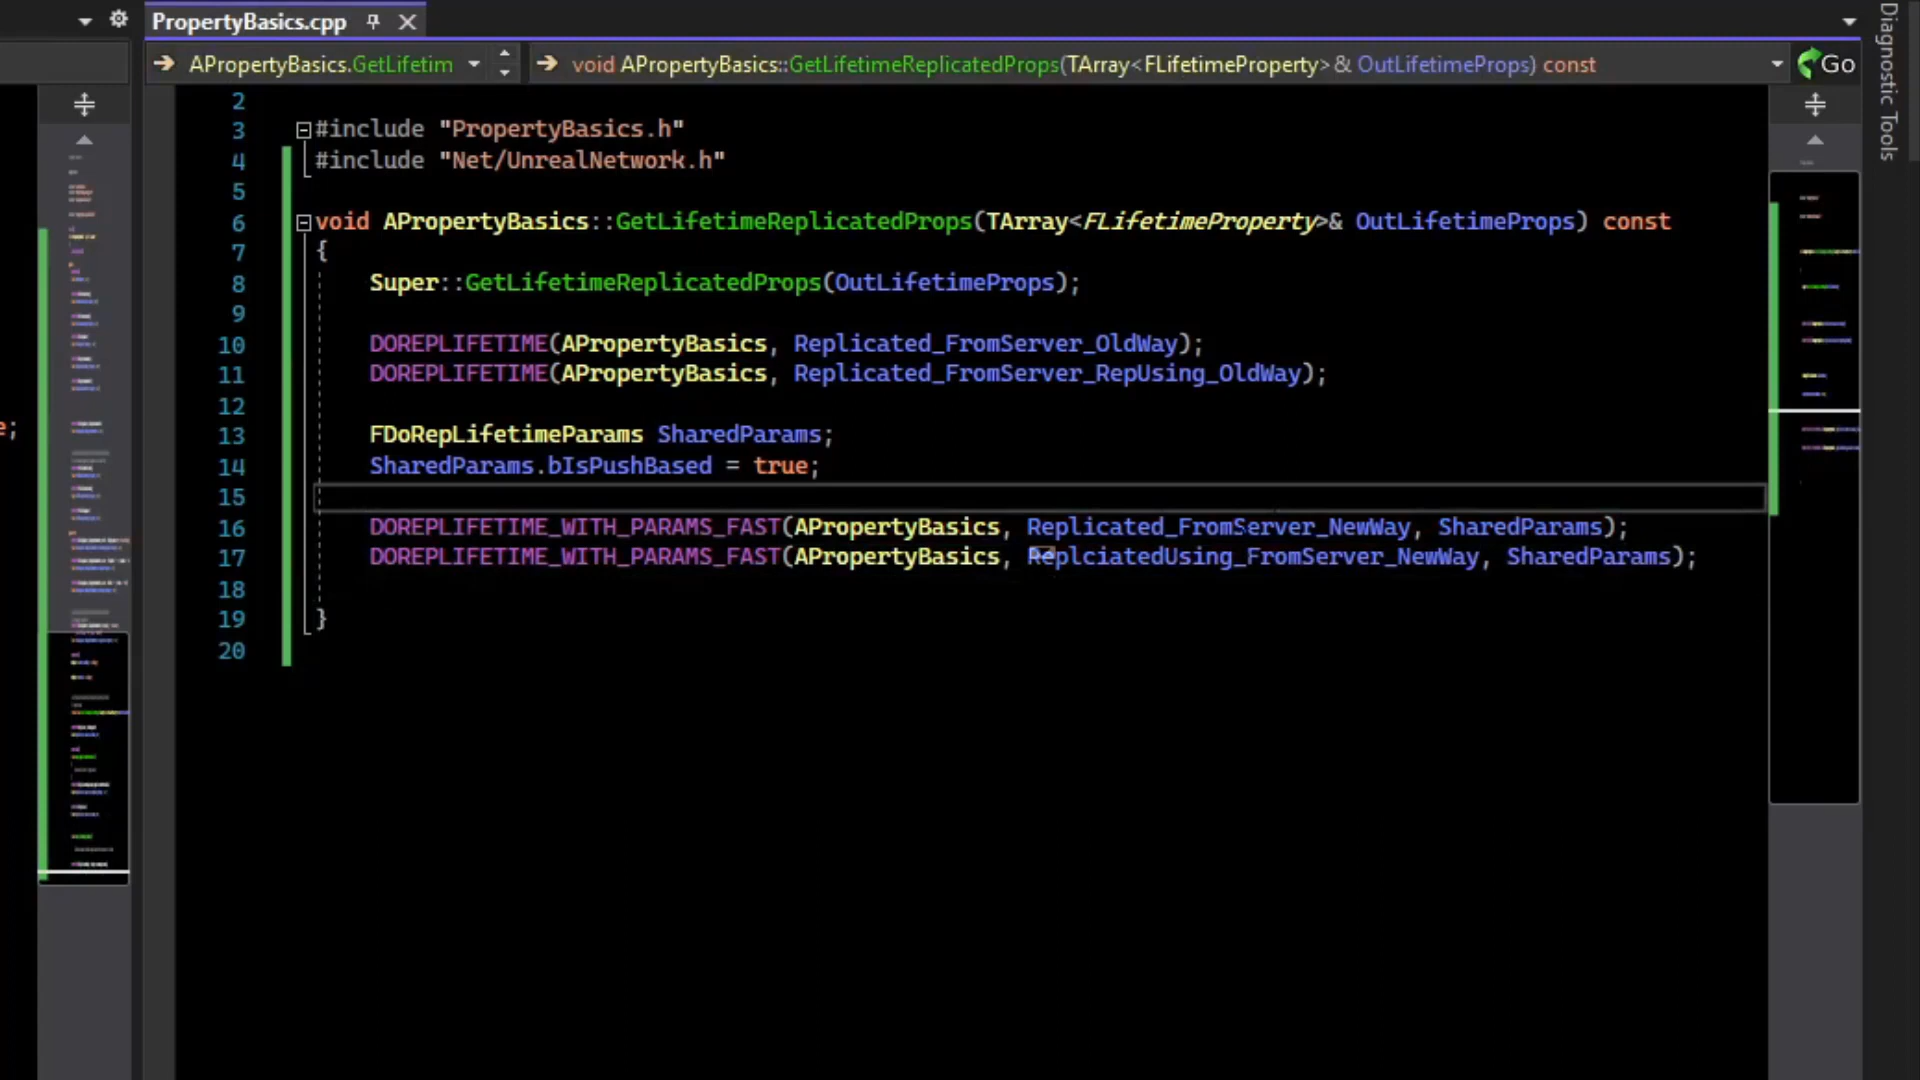 PropertyBasics.cpp
APropertyBasics.GetLifetim
void APropertyBasics::GetLifetimeReplicatedProps(TArray<FLifetimeProperty>& OutLifetimeProps) const
Go
Diagnostic Tools
2
3 #include "PropertyBasics.h"
4 #include "Net/UnrealNetwork.h"
5
6 void APropertyBasics::GetLifetimeReplicatedProps(TArray<FLifetimeProperty>& OutLifetimeProps) const
7 {
8 Super::GetLifetimeReplicatedProps(OutLifetimeProps);
9
10 DOREPLIFETIME(APropertyBasics, Replicated_FromServer_OldWay);
11 DOREPLIFETIME(APropertyBasics, Replicated_FromServer_RepUsing_OldWay);
12
e; 13 FDoRepLifetimeParams SharedParams;
14 SharedParams.bIsPushBased = true;
15
16 DOREPLIFETIME_WITH_PARAMS_FAST(APropertyBasics, Replicated_FromServer_NewWay, SharedParams);
17 DOREPLIFETIME_WITH_PARAMS_FAST(APropertyBasics, ReplciatedUsing_FromServer_NewWay, SharedParams);
18
19 }
20